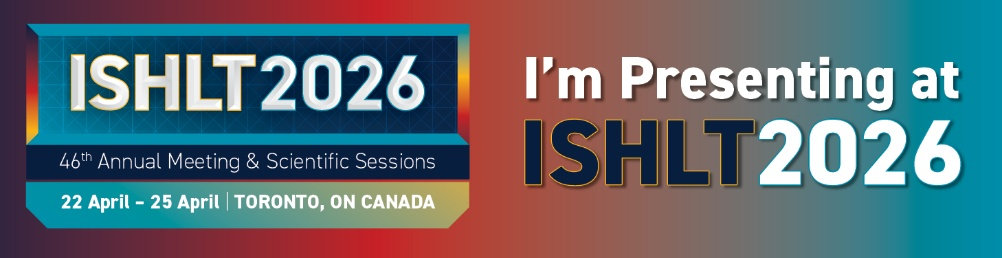 ISHLT2026
46th Annual Meeting & Scientific Sessions
22 April – 25 April | TORONTO, ON CANADA
I'm Presenting at
ISHLT2026